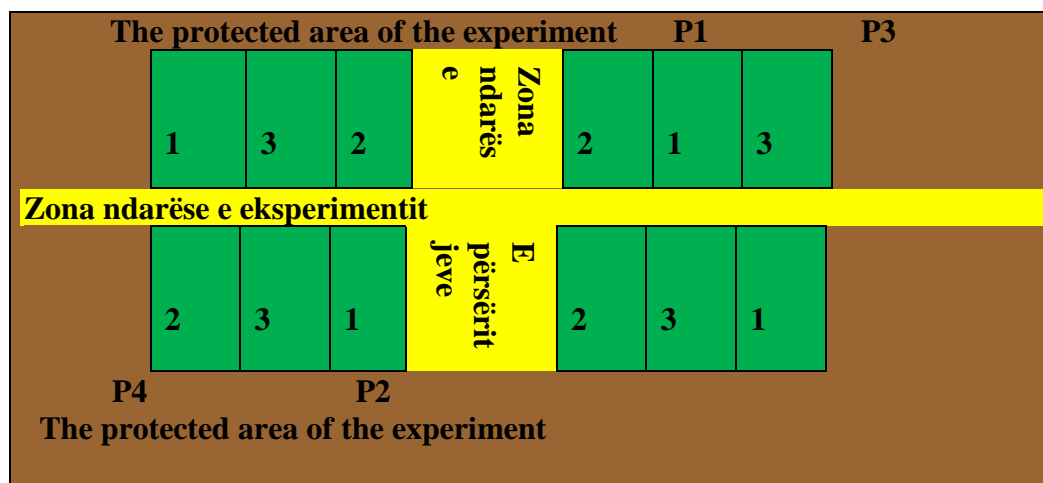 The protected area of the experiment P1 P3
1 3 2
Zona
ndarës
e
2 1 3
Zona ndarëse e eksperimentit
2 3 1
E
përsërit
jeve
2 3 1
P4 P2
The protected area of the experiment